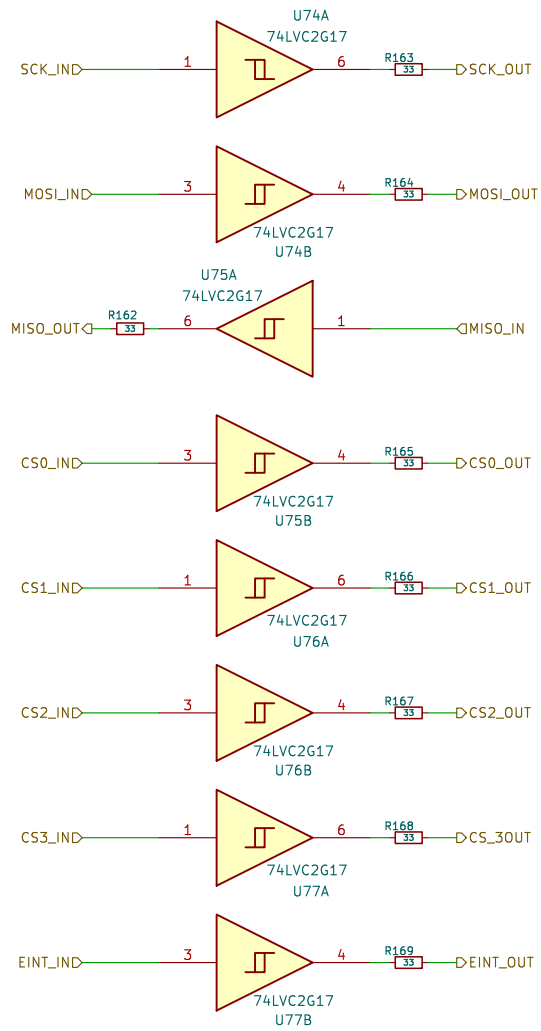 U74A
74LVC2G17
SCK_IN 1 6 R163 33 SCK_OUT
MOSI_IN 3 4 R164 33 MOSI_OUT
74LVC2G17
U74B
U75A
74LVC2G17
MISO_OUT R162 33 6 1 MISO_IN
CS0_IN 3 4 R165 33 CS0_OUT
74LVC2G17
U75B
CS1_IN 1 6 R166 33 CS1_OUT
74LVC2G17
U76A
CS2_IN 3 4 R167 33 CS2_OUT
74LVC2G17
U76B
CS3_IN 1 6 R168 33 CS_3OUT
74LVC2G17
U77A
EINT_IN 3 4 R169 33 EINT_OUT
74LVC2G17
U77B